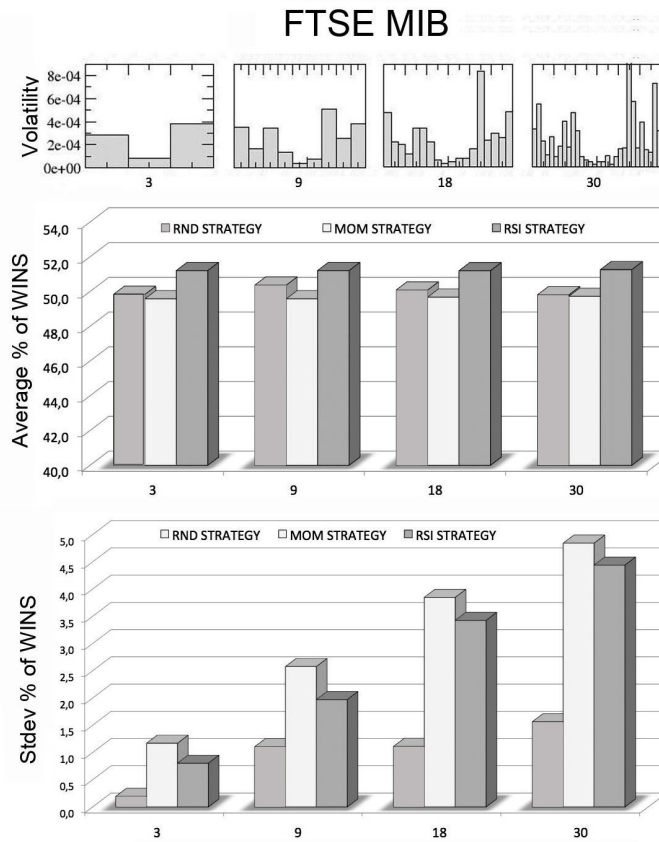 FTSE MIB
Volatility
8e-04
6e-04
4e-04
2e-04
0e+00
3 9 18 30
Average % of WINS
54,0
52,0
50,0
48,0
46,0
44,0
42,0
40,0
RND STRATEGY MOM STRATEGY RSI STRATEGY
3 9 18 30
Stdev % of WINS
5,0
4,5
4,0
3,5
3,0
2,5
2,0
1,5
1,0
0,5
0,0
RND STRATEGY MOM STRATEGY RSI STRATEGY
3 9 18 30